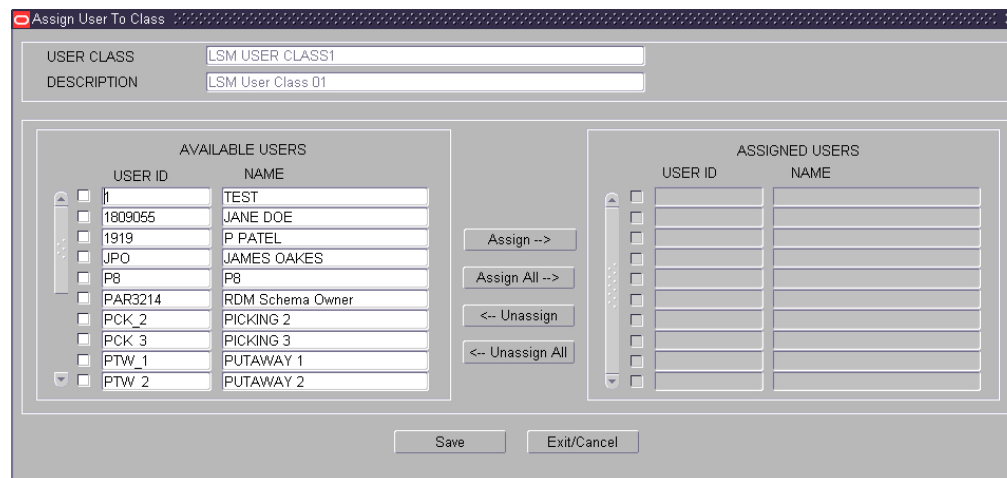 Assign User To Class
USER CLASS LSM USER CLASS1
DESCRIPTION LSM User Class 01
AVAILABLE USERS
USER ID NAME
1 TEST
1809055 JANE DOE
1919 P PATEL
JPO JAMES OAKES
P8 P8
PAR3214 RDM Schema Owner
PCK_2 PICKING 2
PCK_3 PICKING 3
PTW_1 PUTAWAY 1
PTW_2 PUTAWAY 2
Assign -->
Assign All -->
<-- Unassign
<-- Unassign All
ASSIGNED USERS
USER ID NAME
Save Exit/Cancel